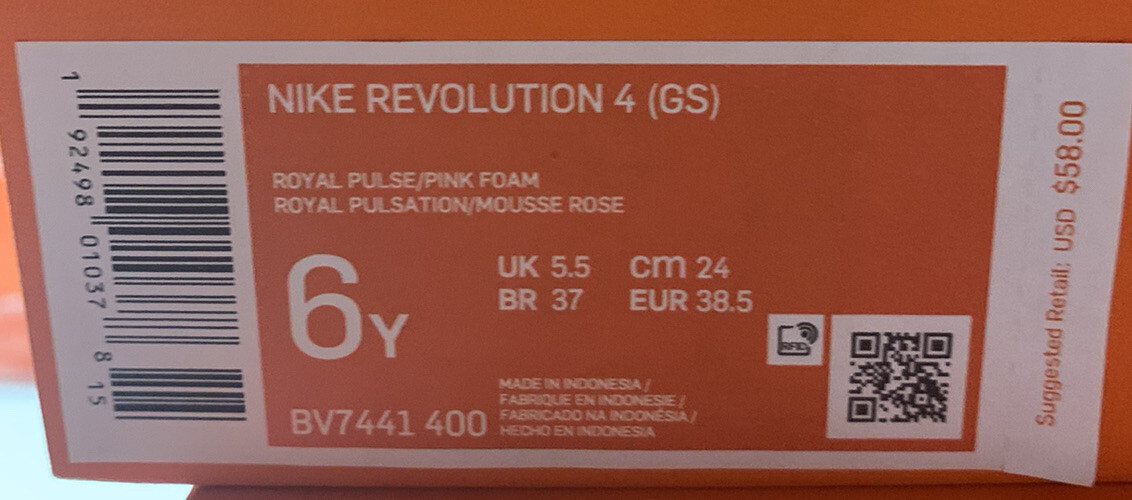 NIKE REVOLUTION 4 (GS)
ROYAL PULSE/PINK FOAM
ROYAL PULSATION/MOUSSE ROSE
6Y
UK 5.5 cm 24
BR 37 EUR 38.5
RFID
MADE IN INDONESIA /
FABRIQUE EN INDONESIE /
FABRICADO NA INDONÉSIA /
HECHO EN INDONESIA
BV7441 400
1 92498 01037 8 15
Suggested Retail: USD $58.00